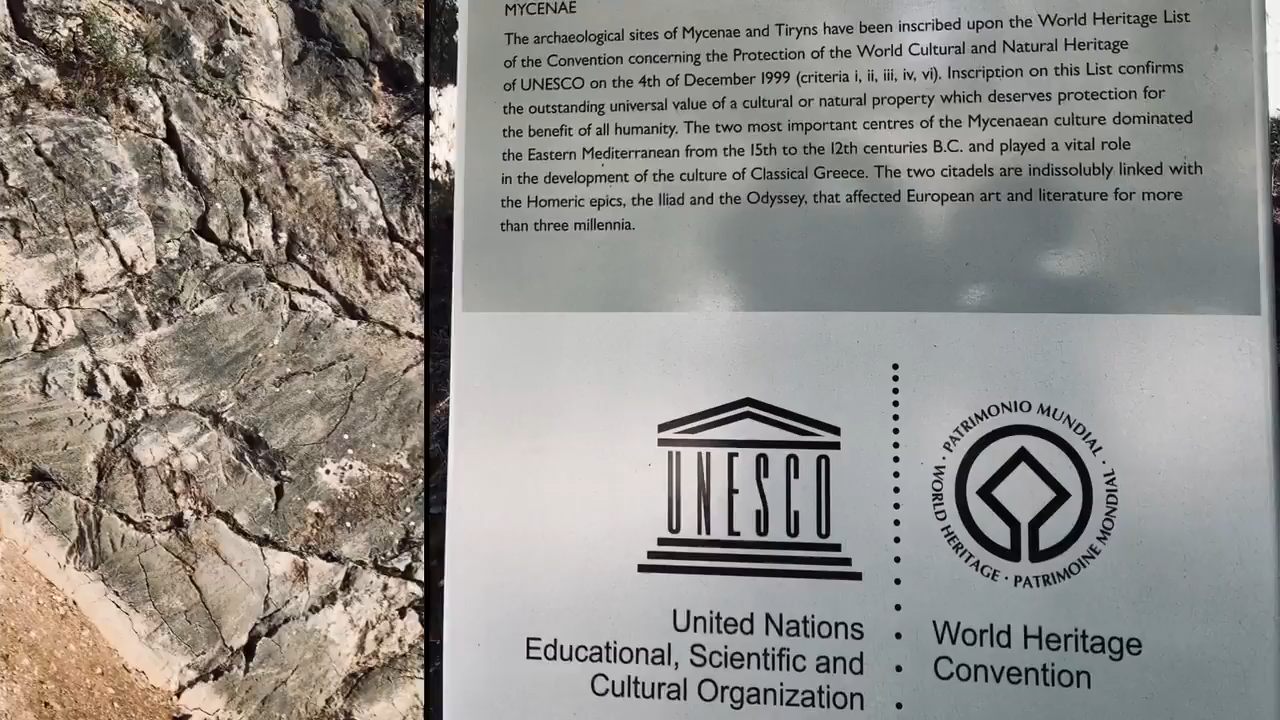 MYCENAE
The archaeological sites of Mycenae and Tiryns have been inscribed upon the World Heritage List
of the Convention concerning the Protection of the World Cultural and Natural Heritage
of UNESCO on the 4th of December 1999 (criteria i, ii, iii, iv, vi). Inscription on this List confirms
the outstanding universal value of a cultural or natural property which deserves protection for
the benefit of all humanity. The two most important centres of the Mycenaean culture dominated
the Eastern Mediterranean from the 15th to the 12th centuries B.C. and played a vital role
in the development of the culture of Classical Greece. The two citadels are indissolubly linked with
the Homeric epics, the Iliad and the Odyssey, that affected European art and literature for more
than three millennia.
UNESCO
United Nations
Educational, Scientific and
Cultural Organization
WORLD HERITAGE · PATRIMONIO MUNDIAL · PATRIMOINE MONDIAL ·
World Heritage
Convention